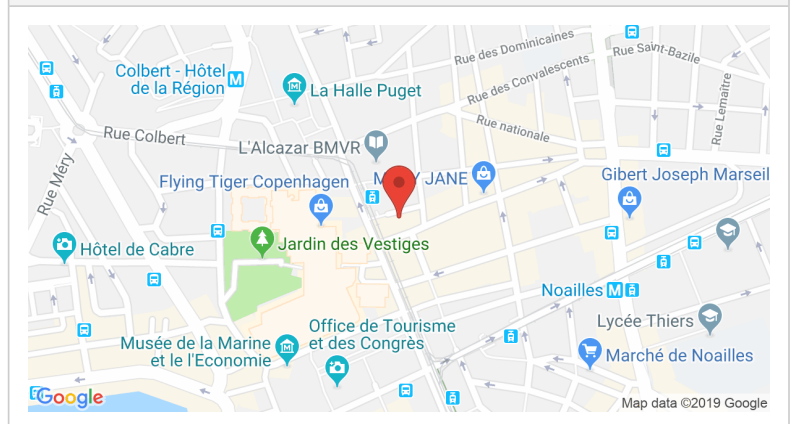 Rue des Dominicaines
Rue Saint-Bazile
Colbert - Hôtel
de la Région
La Halle Puget
Rue des Convalescents
Rue Lemaître
Rue Colbert
Rue nationale
L'Alcazar BMVR
Rue Méry
Flying Tiger Copenhagen
JANE
Gibert Joseph Marseil
Hôtel de Cabre
Jardin des Vestiges
Noailles
Lycée Thiers
Office de Tourisme
et des Congrès
Musée de la Marine
et le l'Economie
Marché de Noailles
Google
Map data ©2019 Google